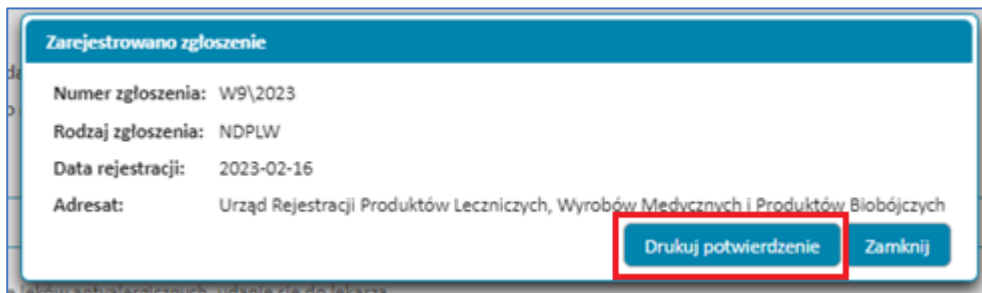 Zarejestrowano zgłoszenie
Numer zgłoszenia: W9\2023
Rodzaj zgłoszenia: NDPLW
Data rejestracji: 2023-02-16
Adresat: Urząd Rejestracji Produktów Leczniczych, Wyrobów Medycznych i Produktów Biobójczych
Drukuj potwierdzenie Zamknij